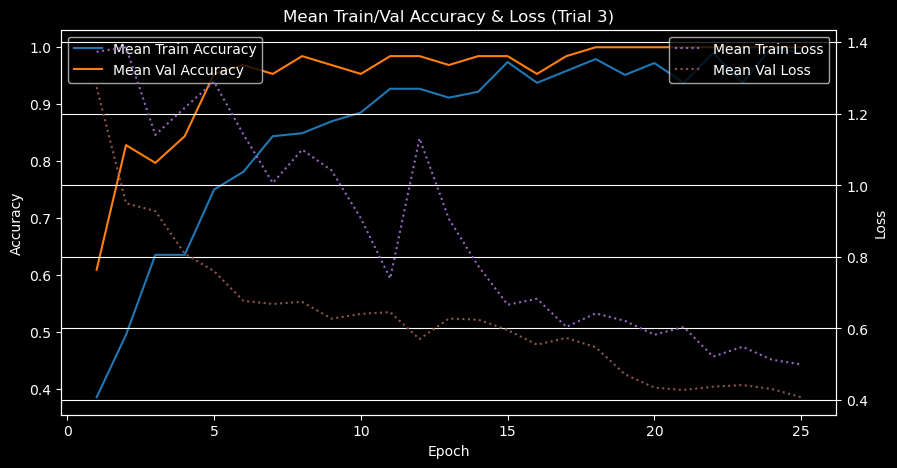 Mean Train/Val Accuracy & Loss (Trial 3)
Mean Train Accuracy
Mean Val Accuracy
Mean Train Loss
Mean Val Loss
1.0
0.9
0.8
0.7
0.6
0.5
0.4
Accuracy
1.4
1.2
1.0
0.8
0.6
0.4
Loss
0 5 10 15 20 25
Epoch